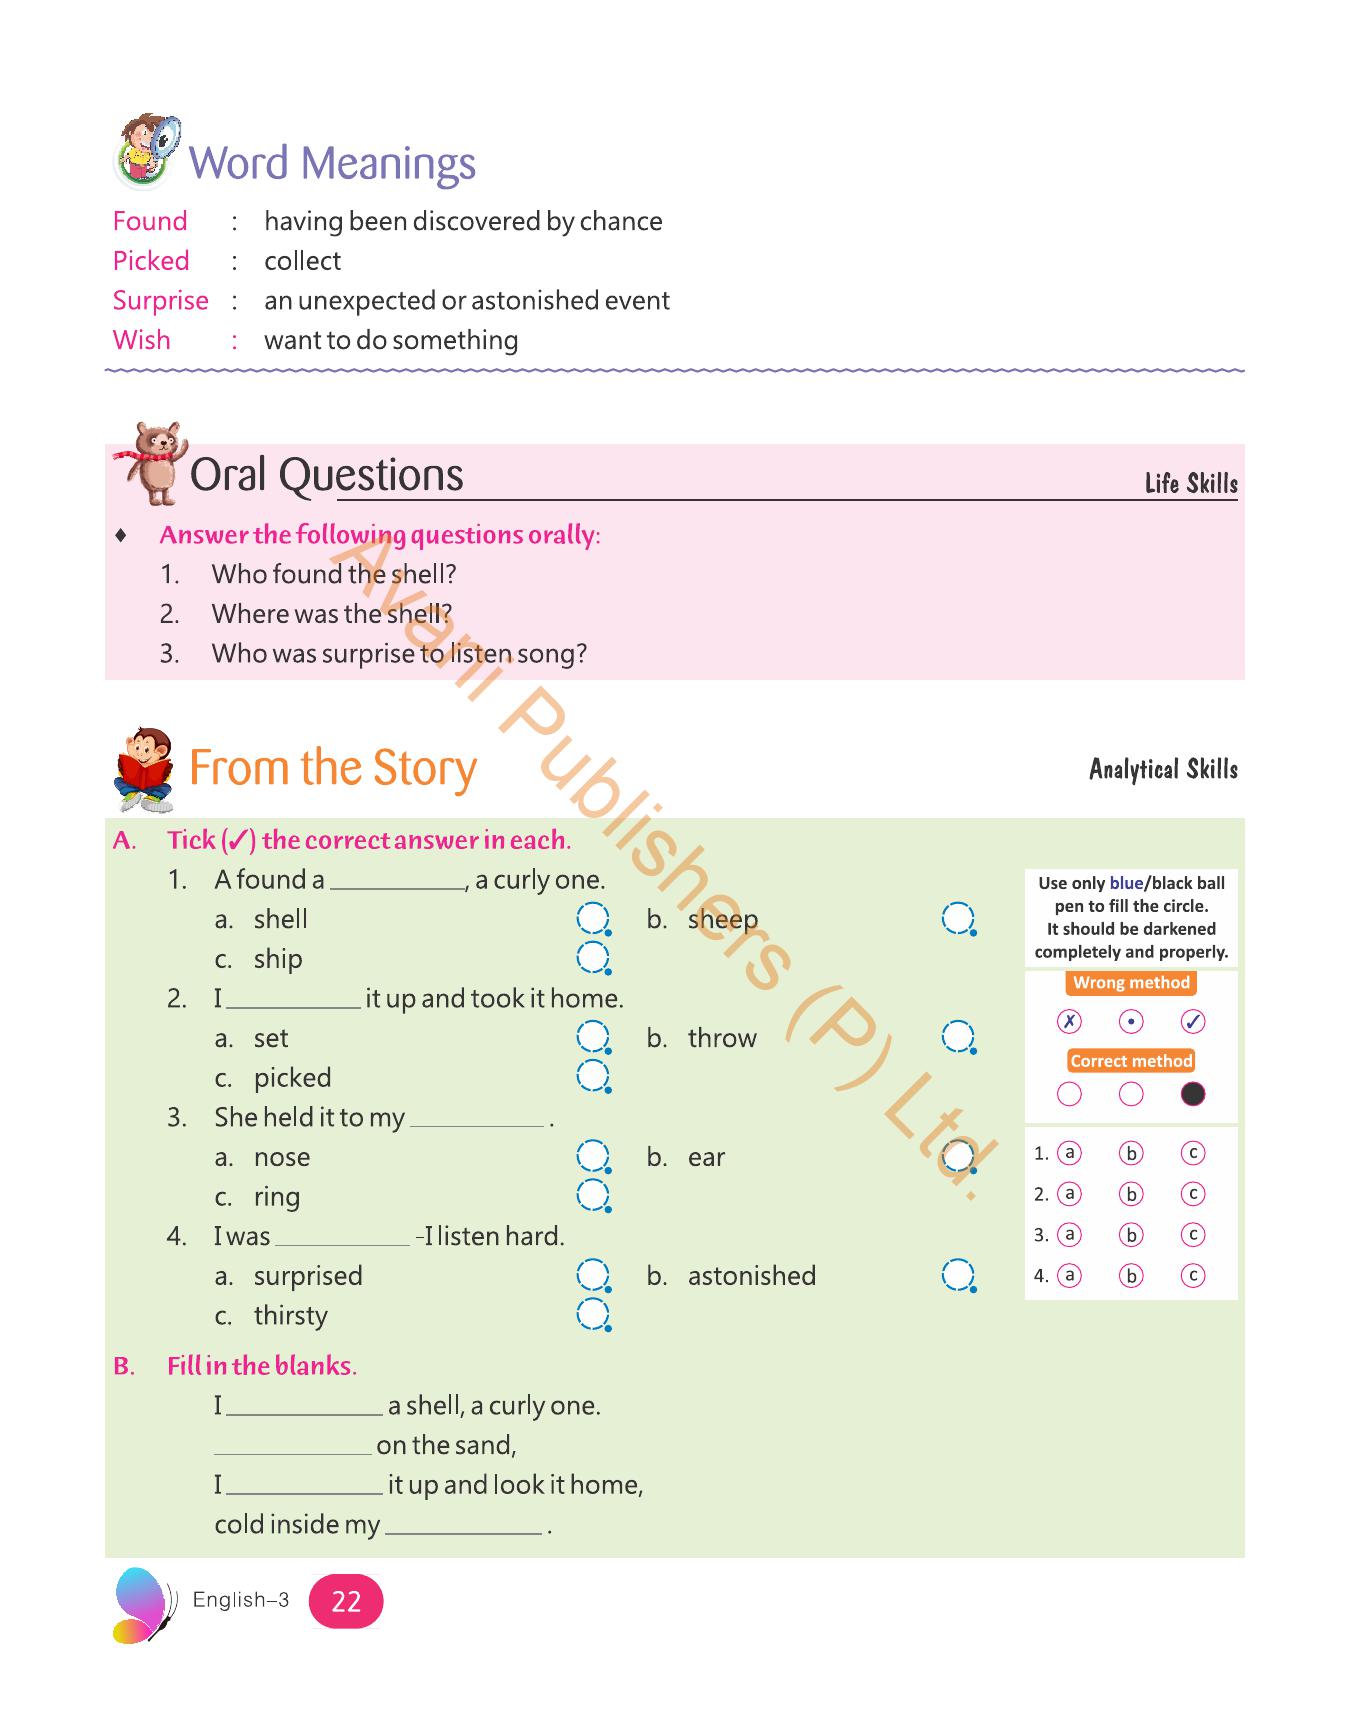 Word Meanings
Found : having been discovered by chance
Picked : collect
Surprise : an unexpected or astonished event
Wish : want to do something
Oral Questions
Life Skills
♦ Answer the following questions orally:
1. Who found the shell?
2. Where was the shell?
3. Who was surprise to listen song?
From the Story
Analytical Skills
A. Tick (✓) the correct answer in each.
1. A found a __________, a curly one.
a. shell b. sheep
c. ship
2. I __________ it up and took it home.
a. set b. throw
c. picked
3. She held it to my __________ .
a. nose b. ear
c. ring
4. I was __________ –I listen hard.
a. surprised b. astonished
c. thirsty
Use only blue/black ball
pen to fill the circle.
It should be darkened
completely and properly.
Wrong method
✗ • ✓
Correct method
1. a b c
2. a b c
3. a b c
4. a b c
B. Fill in the blanks.
I ____________ a shell, a curly one.
____________ on the sand,
I ____________ it up and look it home,
cold inside my ____________ .
English–3 22
Avani Publishers (P) Ltd.